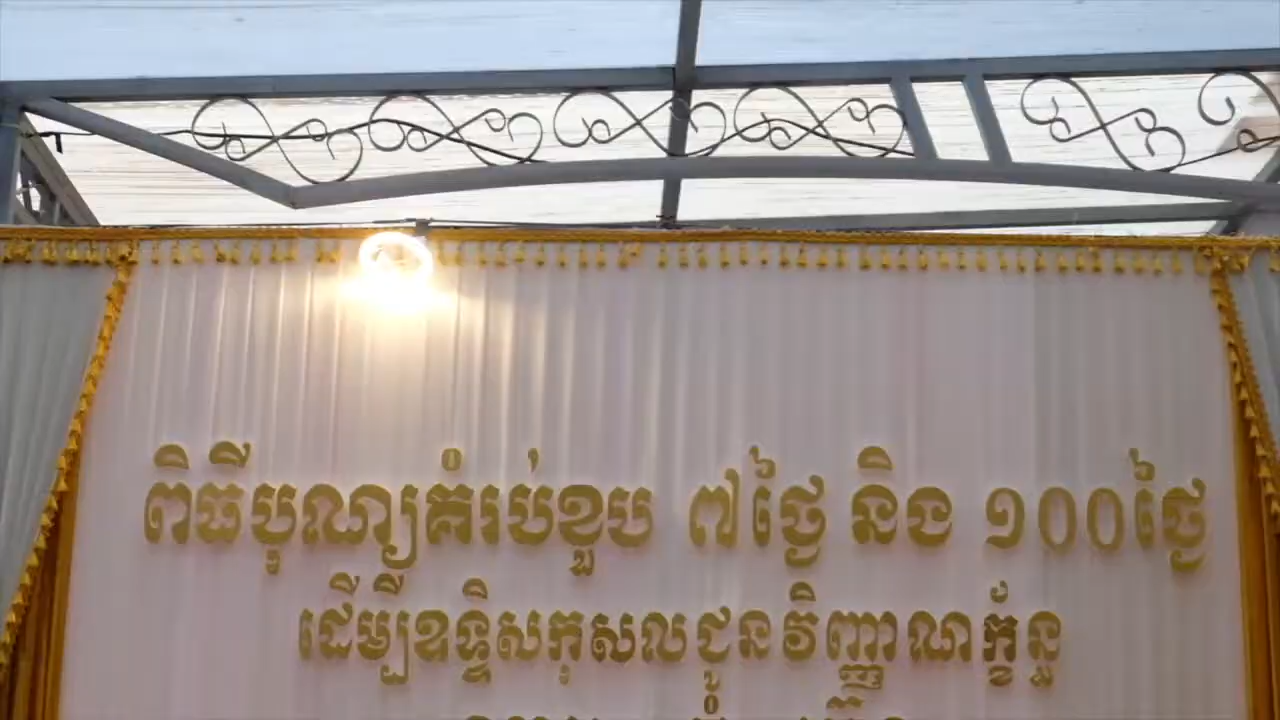 ពិធីបុណ្យគំរប់ខួប ៧ថ្ងៃ និង ១០០ថ្ងៃ
ដើម្បីឧទ្ទិសកុសលជូនវិញ្ញាណក្ខ័ន្ធ